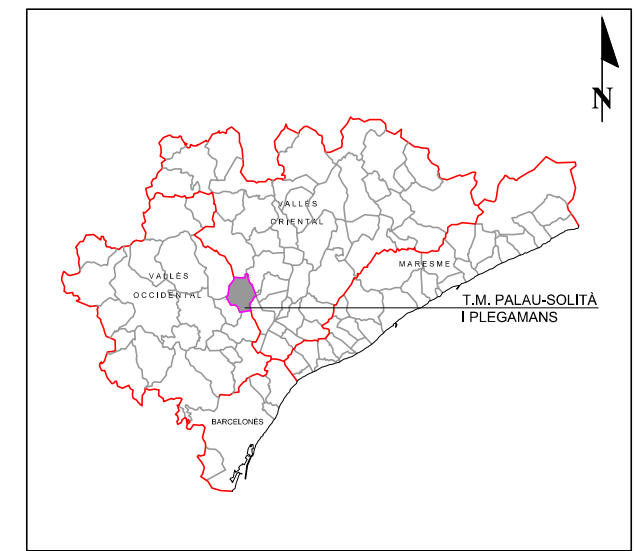 N
VALLÈS
ORIENTAL
MARESME
VALLÈS
OCCIDENTAL
T.M. PALAU-SOLITÀ
I PLEGAMANS
BARCELONÈS